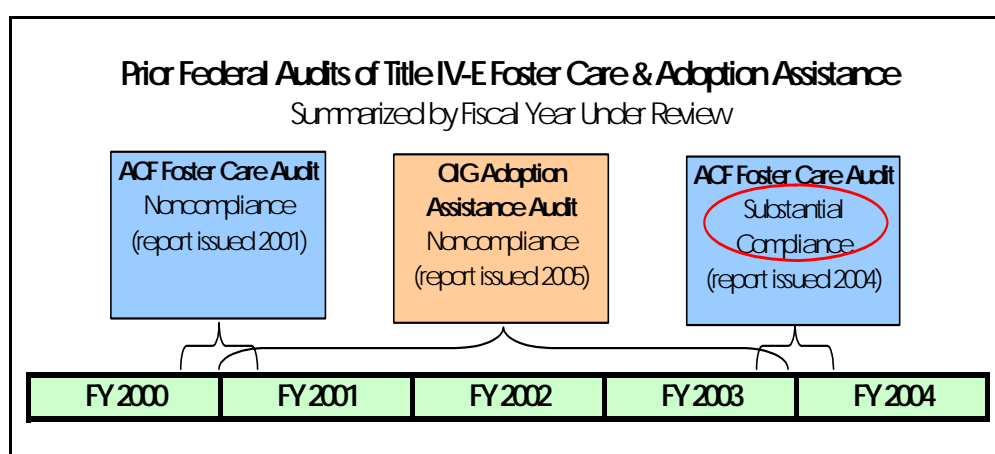 Prior Federal Audits of Title IV-E Foster Care & Adoption Assistance
Summarized by Fiscal Year Under Review
ACF Foster Care Audit
Noncompliance
(report issued 2001)
OIG Adoption
Assistance Audit
Noncompliance
(report issued 2005)
ACF Foster Care Audit
Substantial
Compliance
(report issued 2004)
FY 2000
FY 2001
FY 2002
FY 2003
FY 2004